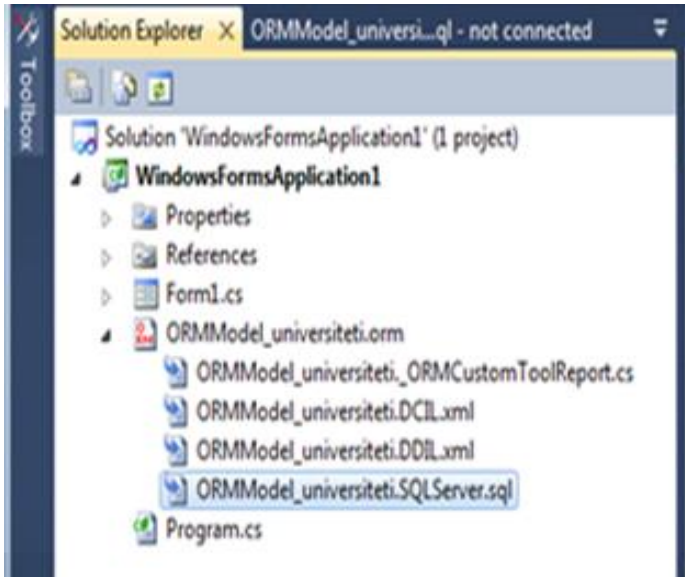 Toolbox
Solution Explorer
ORMModel_universi...ql - not connected
Solution 'WindowsFormsApplication1' (1 project)
WindowsFormsApplication1
Properties
References
Form1.cs
ORMModel_universiteti.orm
ORMModel_universiteti._ORMCustomToolReport.cs
ORMModel_universiteti.DCIL.xml
ORMModel_universiteti.DDIL.xml
ORMModel_universiteti.SQLServer.sql
Program.cs